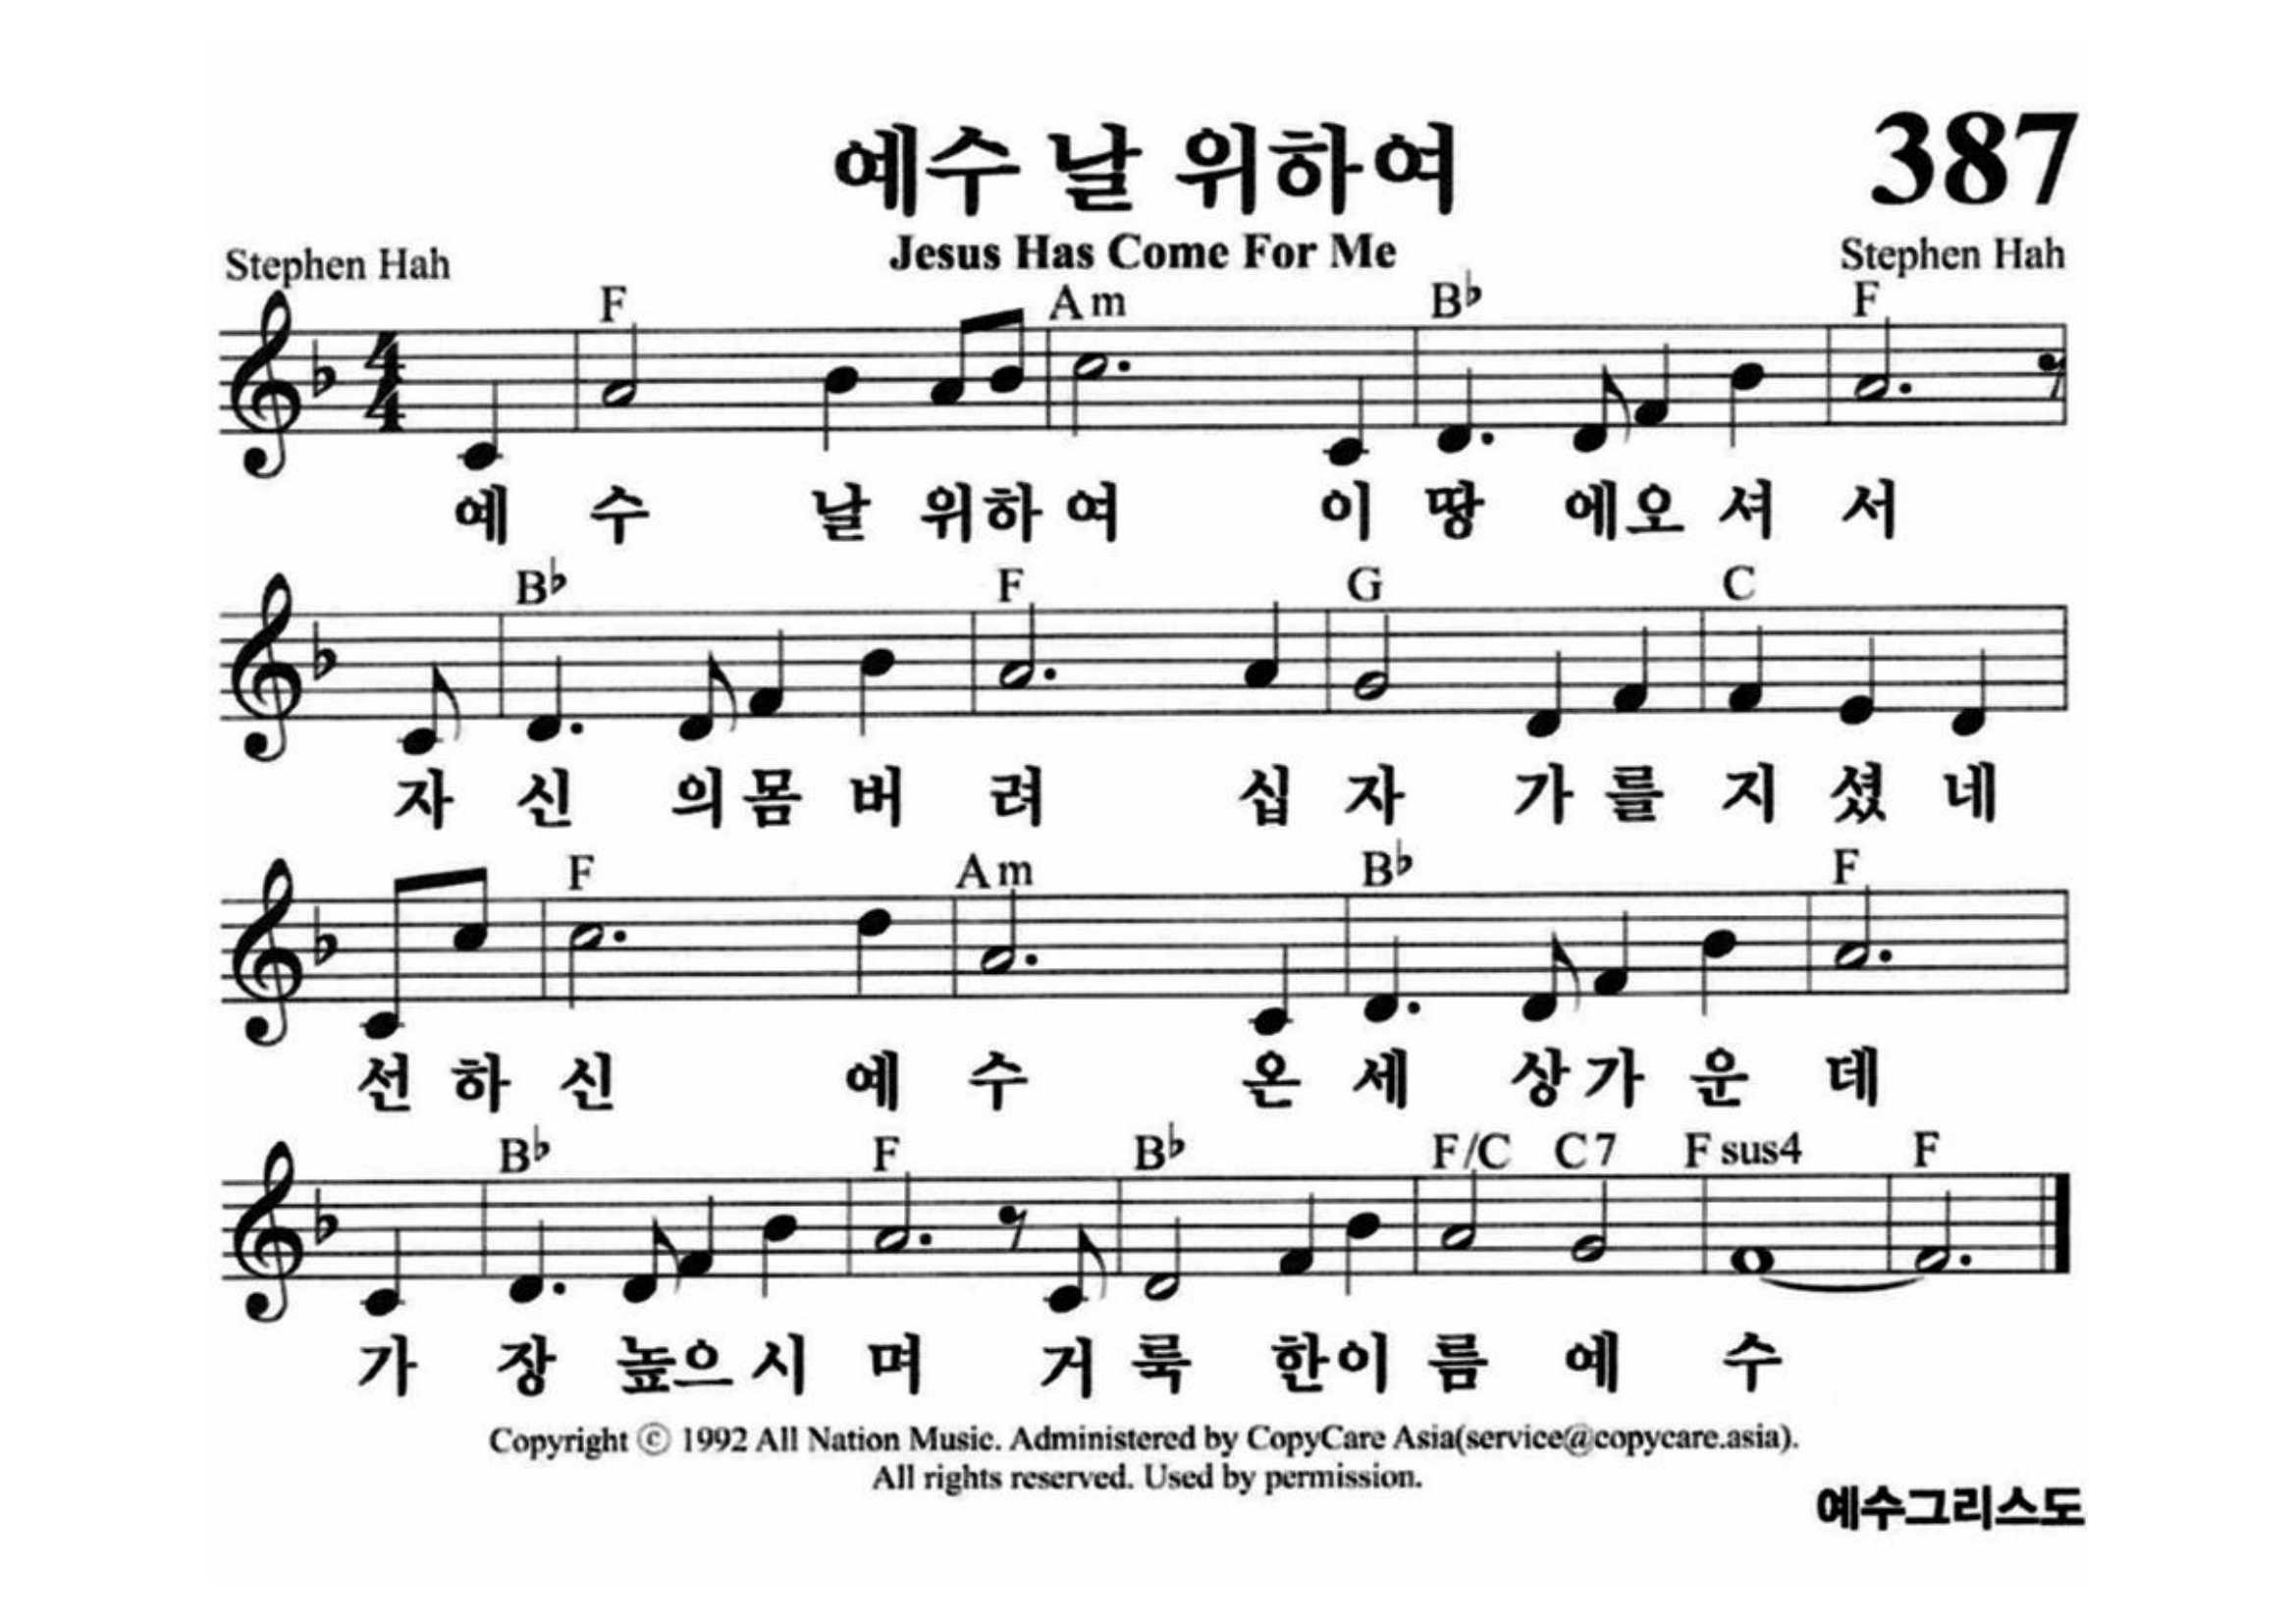 예수 날 위하여
387
Jesus Has Come For Me
Stephen Hah
Stephen Hah
F Am B♭ F
4/4
예 수 날 위하 여 이 땅 에오 셔 서
B♭ F G C
자 신 의몸 버 려 십 자 가 를 지 셨 네
F Am B♭ F
선 하 신 예 수 온 세 상가 운 데
B♭ F B♭ F/C C7 Fsus4 F
가 장 높으 시 며 거 룩 한이 름 예 수
Copyright ⓒ 1992 All Nation Music. Administered by CopyCare Asia(service@copycare.asia).
All rights reserved. Used by permission.
예수그리스도